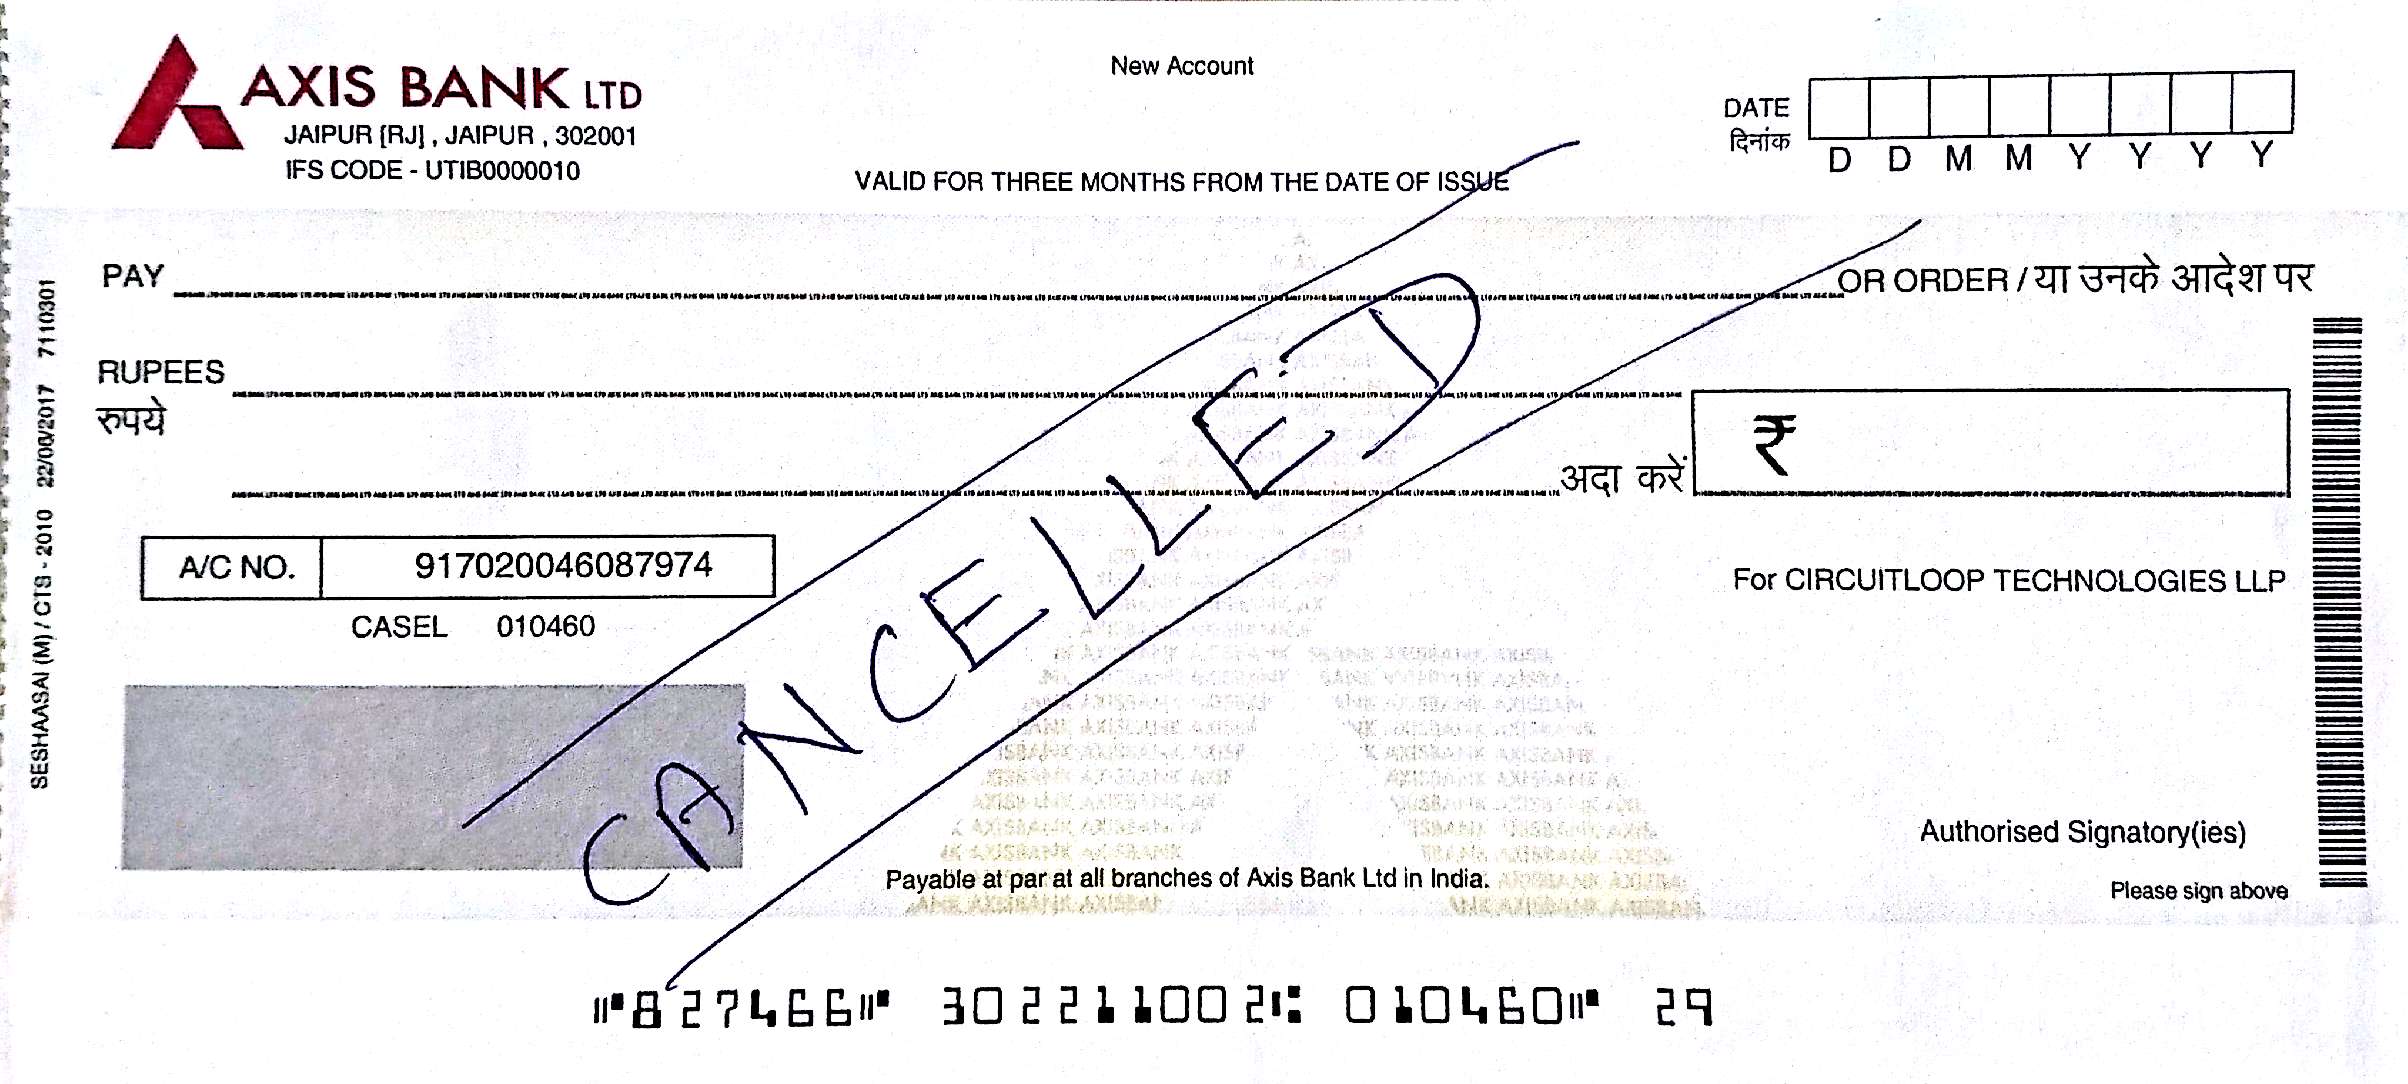 AXIS BANK LTD
JAIPUR [RJ] , JAIPUR , 302001
IFS CODE - UTIB0000010
New Account
VALID FOR THREE MONTHS FROM THE DATE OF ISSUE
DATE
दिनांक
D D M M Y Y Y Y
PAY
OR ORDER / या उनके आदेश पर
RUPEES
रुपये
अदा करें
₹
A/C NO. 917020046087974
CASEL 010460
For CIRCUITLOOP TECHNOLOGIES LLP
CANCELLED
Authorised Signatory(ies)
Please sign above
Payable at par at all branches of Axis Bank Ltd in India.
SESHAASAI (M) / CTS - 2010 22/06/2017 7110301
⑈827466⑈ 302211002⑆ 010460⑈ 29